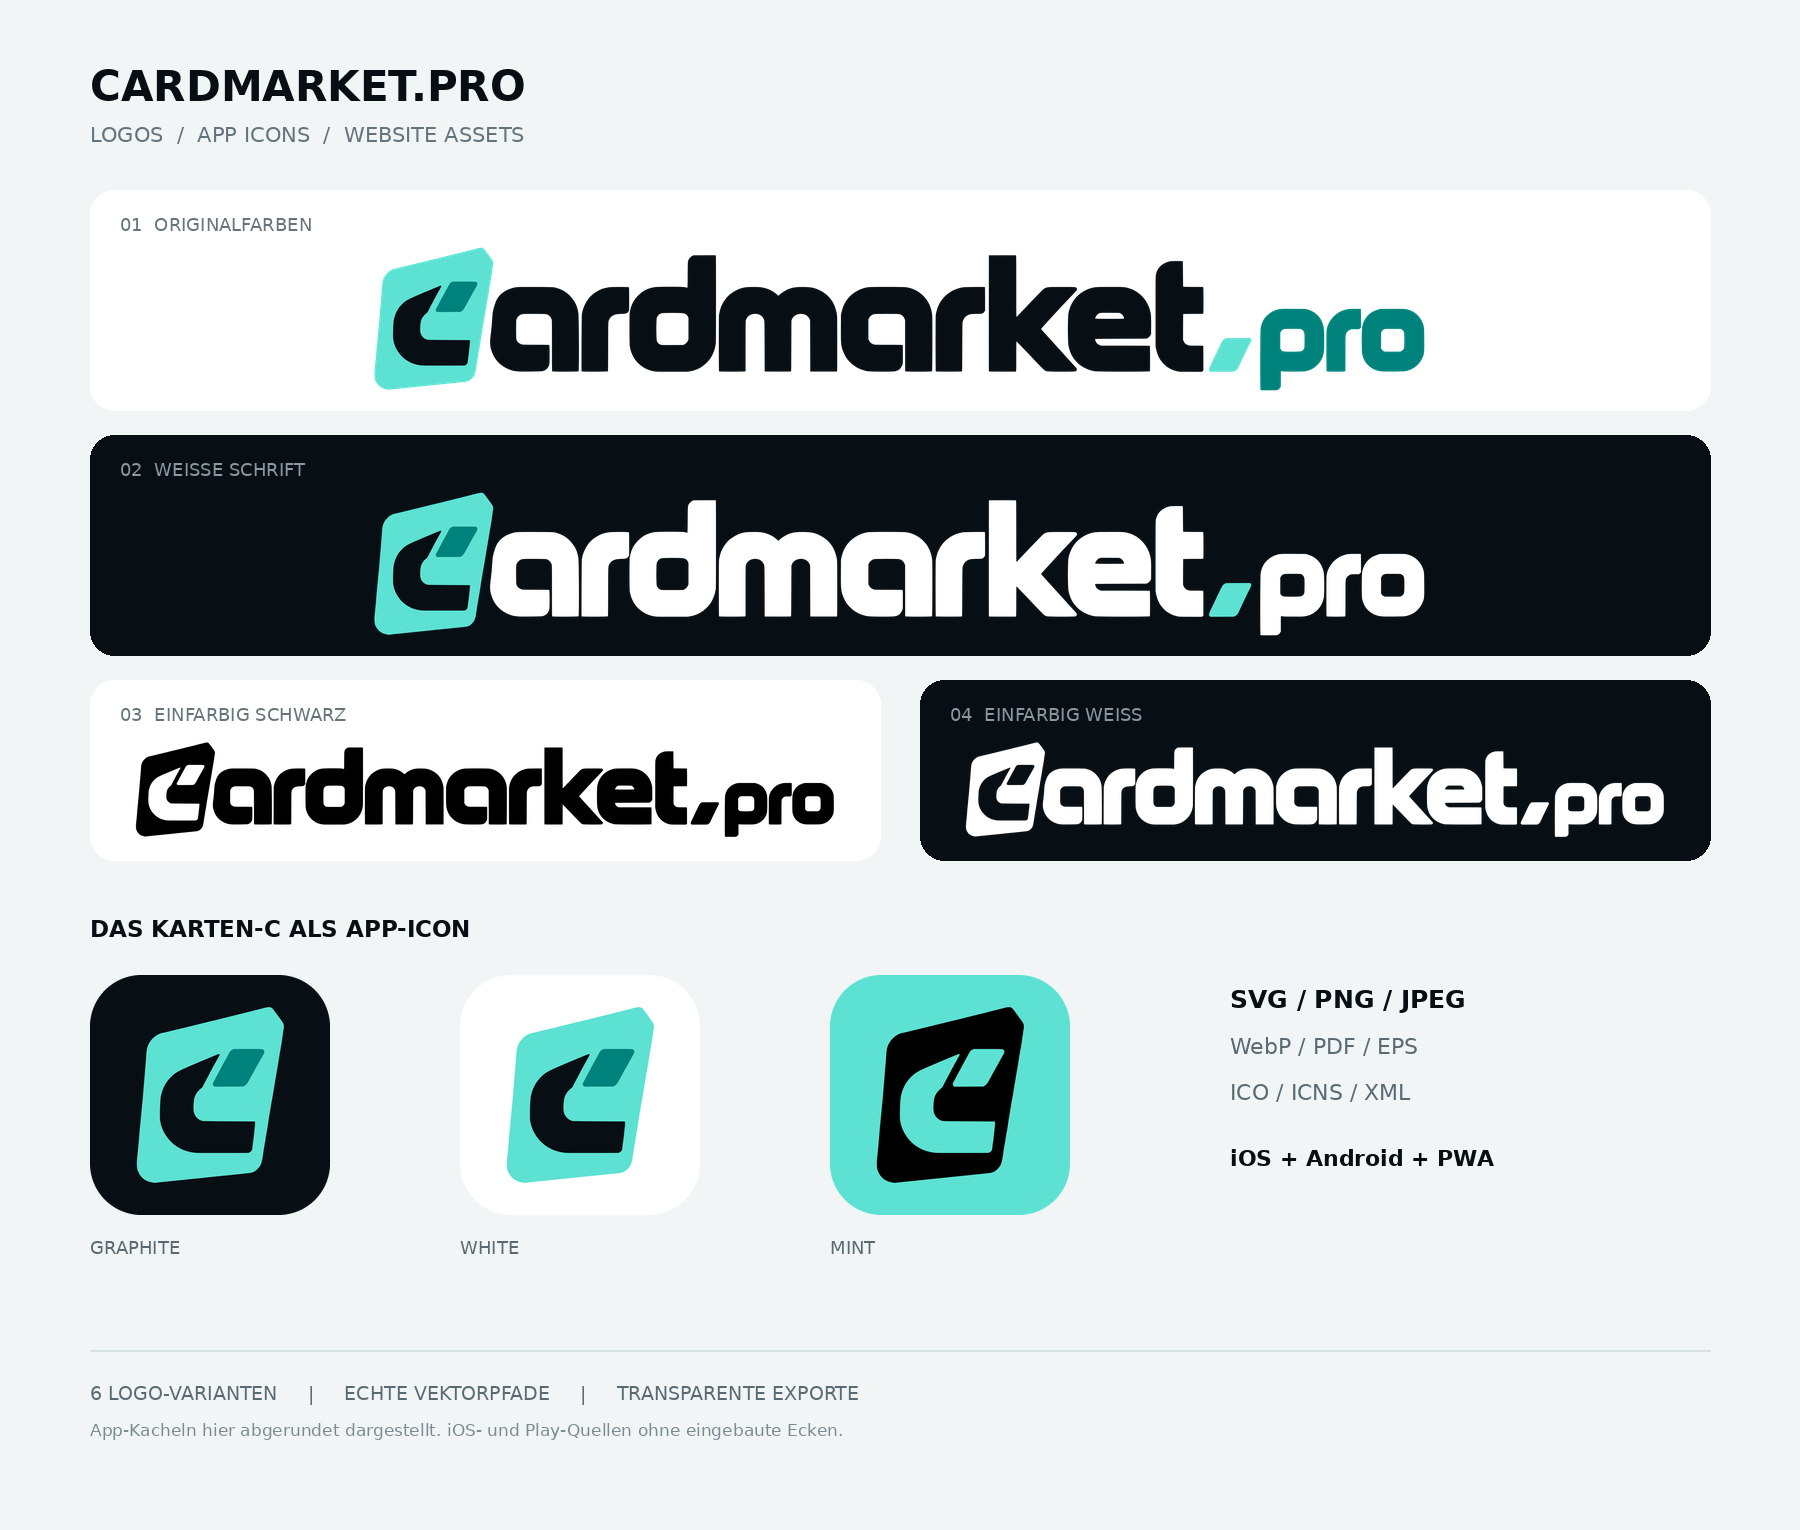 CARDMARKET.PRO
LOGOS / APP ICONS / WEBSITE ASSETS
01 ORIGINALFARBEN
cardmarket.pro
02 WEISSE SCHRIFT
cardmarket.pro
03 EINFARBIG SCHWARZ
cardmarket.pro
04 EINFARBIG WEISS
cardmarket.pro
DAS KARTEN-C ALS APP-ICON
SVG / PNG / JPEG
WebP / PDF / EPS
ICO / ICNS / XML
iOS + Android + PWA
GRAPHITE
WHITE
MINT
6 LOGO-VARIANTEN | ECHTE VEKTORPFADE | TRANSPARENTE EXPORTE
App-Kacheln hier abgerundet dargestellt. iOS- und Play-Quellen ohne eingebaute Ecken.